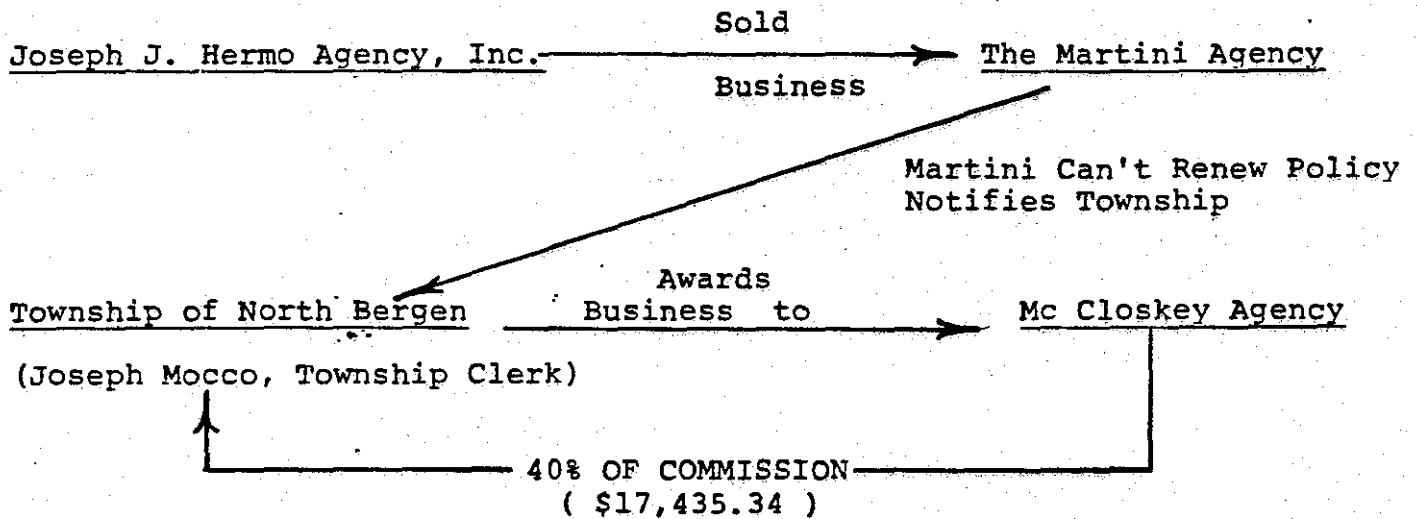 Sold
Joseph J. Hermo Agency, Inc. The Martini Agency
Business
Martini Can't Renew Policy
Notifies Township
Awards
Township of North Bergen Business to Mc Closkey Agency
(Joseph Mocco, Township Clerk)
40% OF COMMISSION
( $17,435.34 )